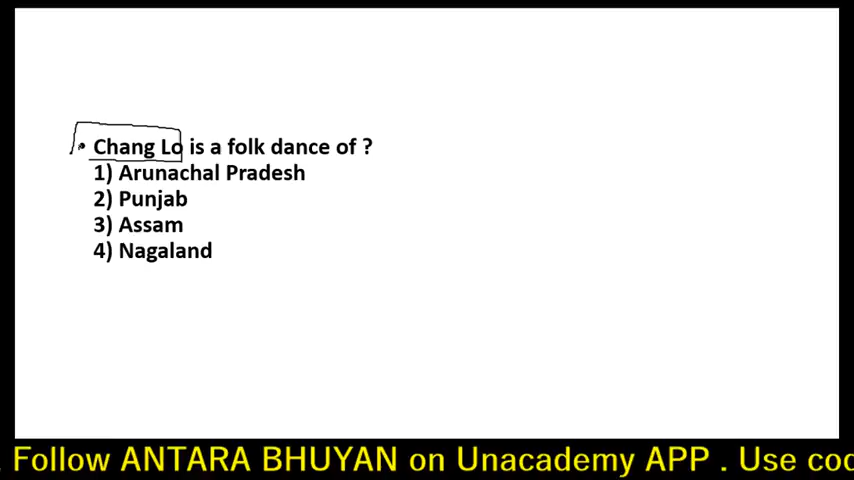 • Chang Lo is a folk dance of ?
1) Arunachal Pradesh
2) Punjab
3) Assam
4) Nagaland
. Follow ANTARA BHUYAN on Unacademy APP . Use